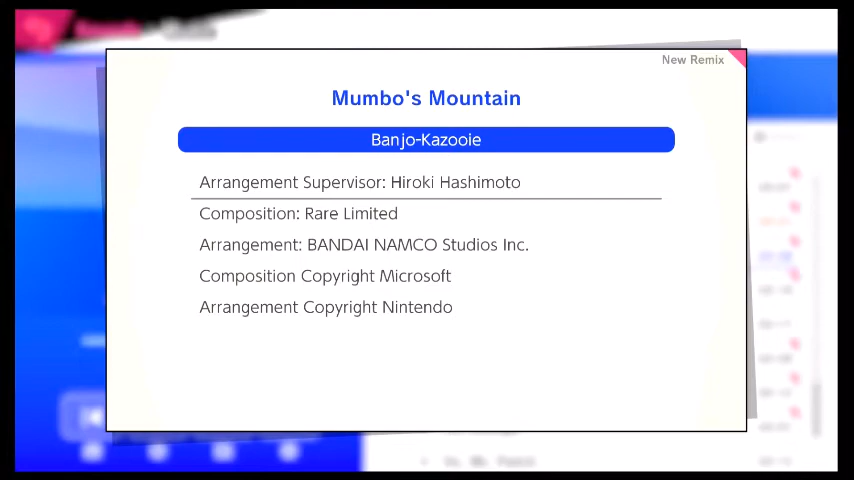 New Remix
Mumbo's Mountain
Banjo-Kazooie
Arrangement Supervisor: Hiroki Hashimoto
Composition: Rare Limited
Arrangement: BANDAI NAMCO Studios Inc.
Composition Copyright Microsoft
Arrangement Copyright Nintendo